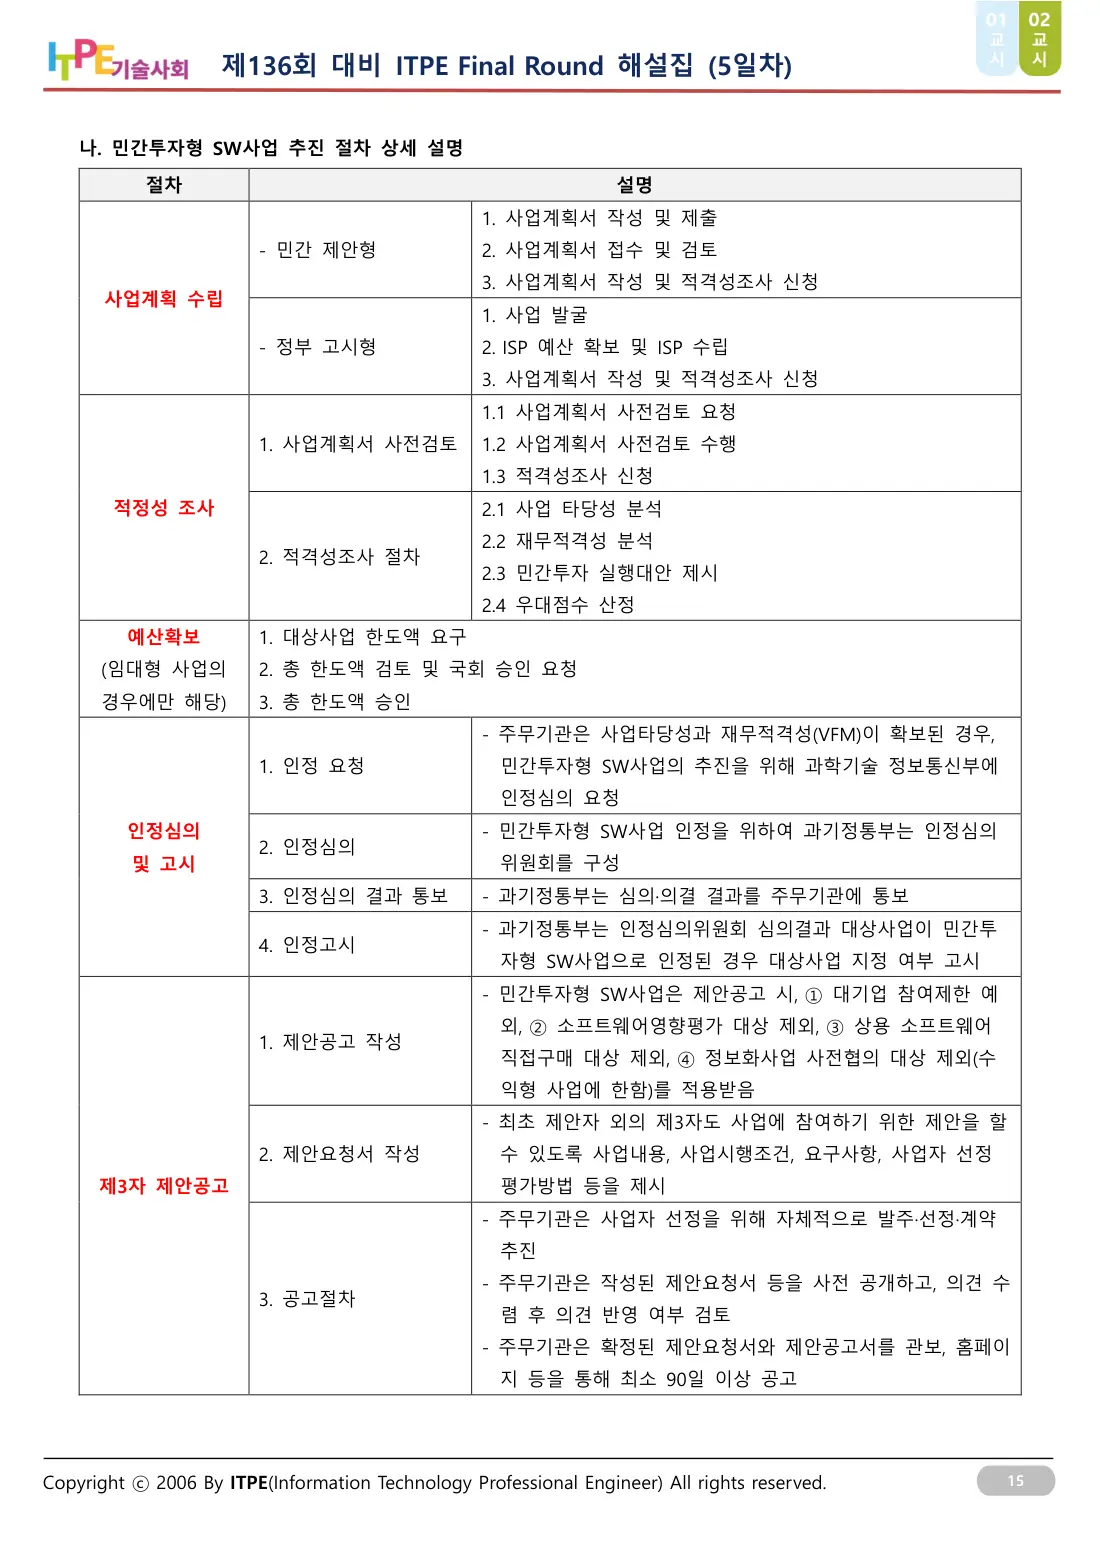 ITPE기술사회 제136회 대비 ITPE Final Round 해설집 (5일차)
01 교 시
02 교 시
나. 민간투자형 SW사업 추진 절차 상세 설명
절차 설명
사업계획 수립
- 민간 제안형
1. 사업계획서 작성 및 제출
2. 사업계획서 접수 및 검토
3. 사업계획서 작성 및 적격성조사 신청
- 정부 고시형
1. 사업 발굴
2. ISP 예산 확보 및 ISP 수립
3. 사업계획서 작성 및 적격성조사 신청
적정성 조사
1. 사업계획서 사전검토
1.1 사업계획서 사전검토 요청
1.2 사업계획서 사전검토 수행
1.3 적격성조사 신청
2. 적격성조사 절차
2.1 사업 타당성 분석
2.2 재무적격성 분석
2.3 민간투자 실행대안 제시
2.4 우대점수 산정
예산확보
(임대형 사업의
경우에만 해당)
1. 대상사업 한도액 요구
2. 총 한도액 검토 및 국회 승인 요청
3. 총 한도액 승인
인정심의
및 고시
1. 인정 요청
- 주무기관은 사업타당성과 재무적격성(VFM)이 확보된 경우,
민간투자형 SW사업의 추진을 위해 과학기술 정보통신부에
인정심의 요청
2. 인정심의
- 민간투자형 SW사업 인정을 위하여 과기정통부는 인정심의
위원회를 구성
3. 인정심의 결과 통보
- 과기정통부는 심의·의결 결과를 주무기관에 통보
4. 인정고시
- 과기정통부는 인정심의위원회 심의결과 대상사업이 민간투
자형 SW사업으로 인정된 경우 대상사업 지정 여부 고시
제3자 제안공고
1. 제안공고 작성
- 민간투자형 SW사업은 제안공고 시, ① 대기업 참여제한 예
외, ② 소프트웨어영향평가 대상 제외, ③ 상용 소프트웨어
직접구매 대상 제외, ④ 정보화사업 사전협의 대상 제외(수
익형 사업에 한함)를 적용받음
2. 제안요청서 작성
- 최초 제안자 외의 제3자도 사업에 참여하기 위한 제안을 할
수 있도록 사업내용, 사업시행조건, 요구사항, 사업자 선정
평가방법 등을 제시
3. 공고절차
- 주무기관은 사업자 선정을 위해 자체적으로 발주·선정·계약
추진
- 주무기관은 작성된 제안요청서 등을 사전 공개하고, 의견 수
렴 후 의견 반영 여부 검토
- 주무기관은 확정된 제안요청서와 제안공고서를 관보, 홈페이
지 등을 통해 최소 90일 이상 공고
Copyright ⓒ 2006 By ITPE(Information Technology Professional Engineer) All rights reserved.
15